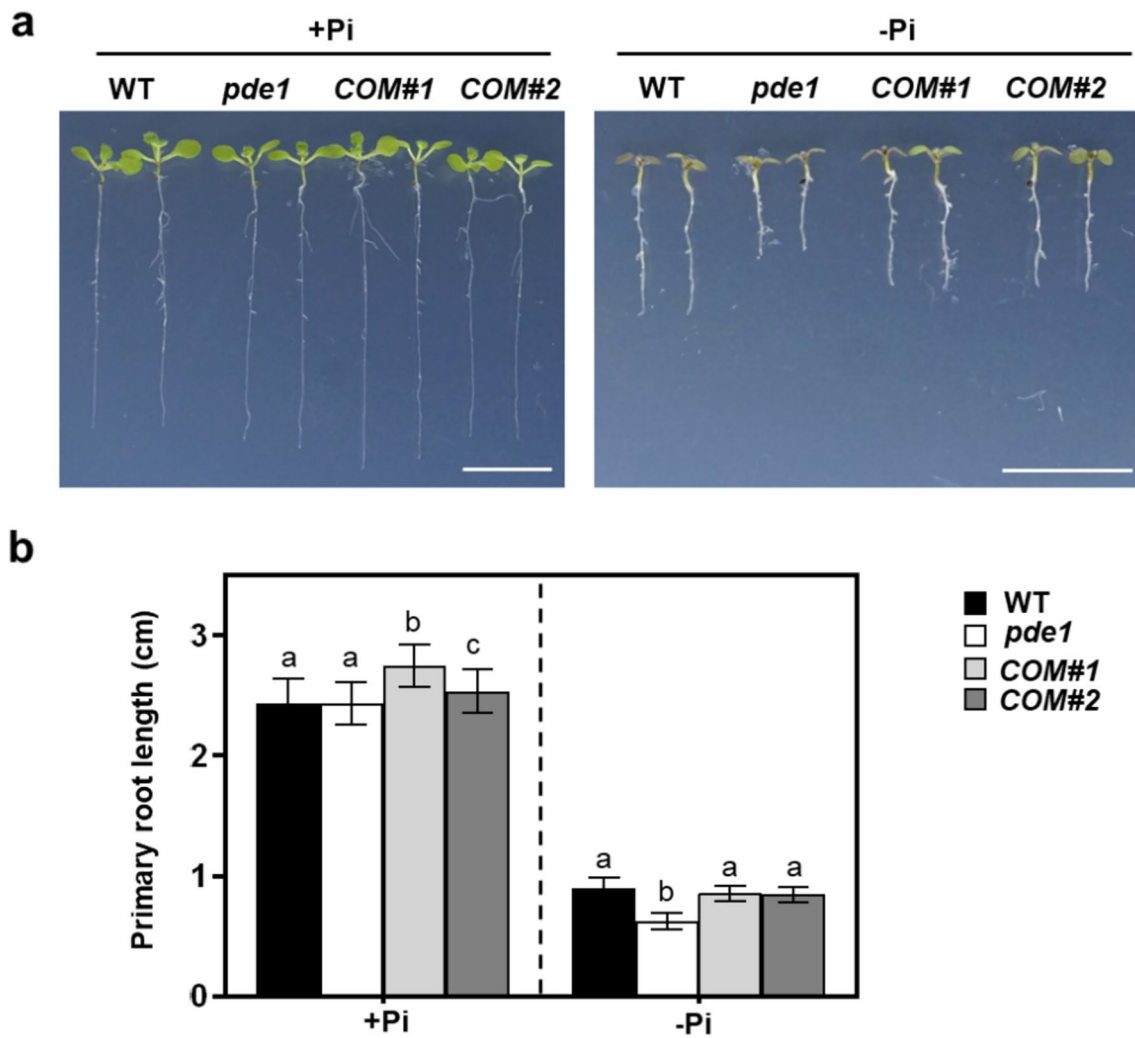 a
+Pi
-Pi
WT pde1 COM#1 COM#2
WT pde1 COM#1 COM#2
b
Primary root length (cm)
3
2
1
0
a a b c
a b a a
+Pi
-Pi
WT
pde1
COM#1
COM#2